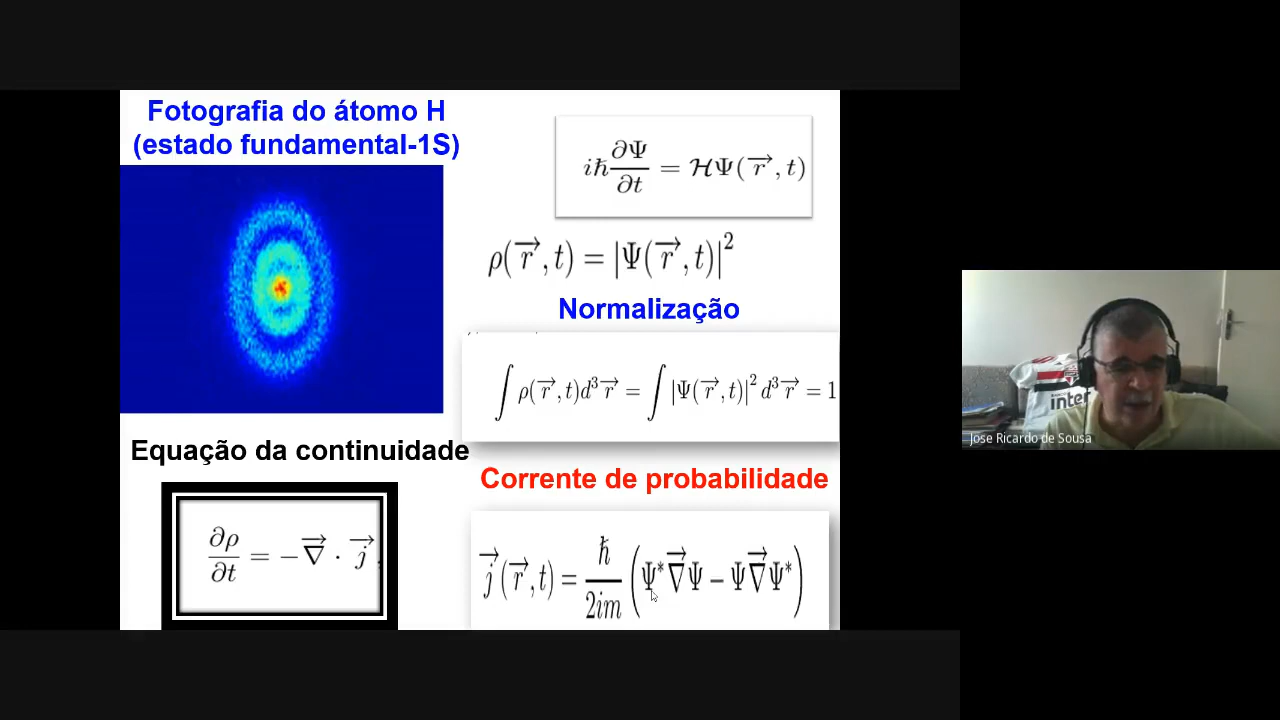 Fotografia do átomo H
(estado fundamental-1S)
iħ ∂Ψ/∂t = ℋΨ(r⃗, t)
ρ(r⃗, t) = |Ψ(r⃗, t)|²
Normalização
∫ ρ(r⃗, t)d³r⃗ = ∫ |Ψ(r⃗, t)|² d³r⃗ = 1
Equação da continuidade
∂ρ/∂t = −∇⃗ · j⃗,
Corrente de probabilidade
j⃗(r⃗, t) = ħ/2im (Ψ*∇⃗Ψ − Ψ∇⃗Ψ*)
inter
Jose Ricardo de Sousa